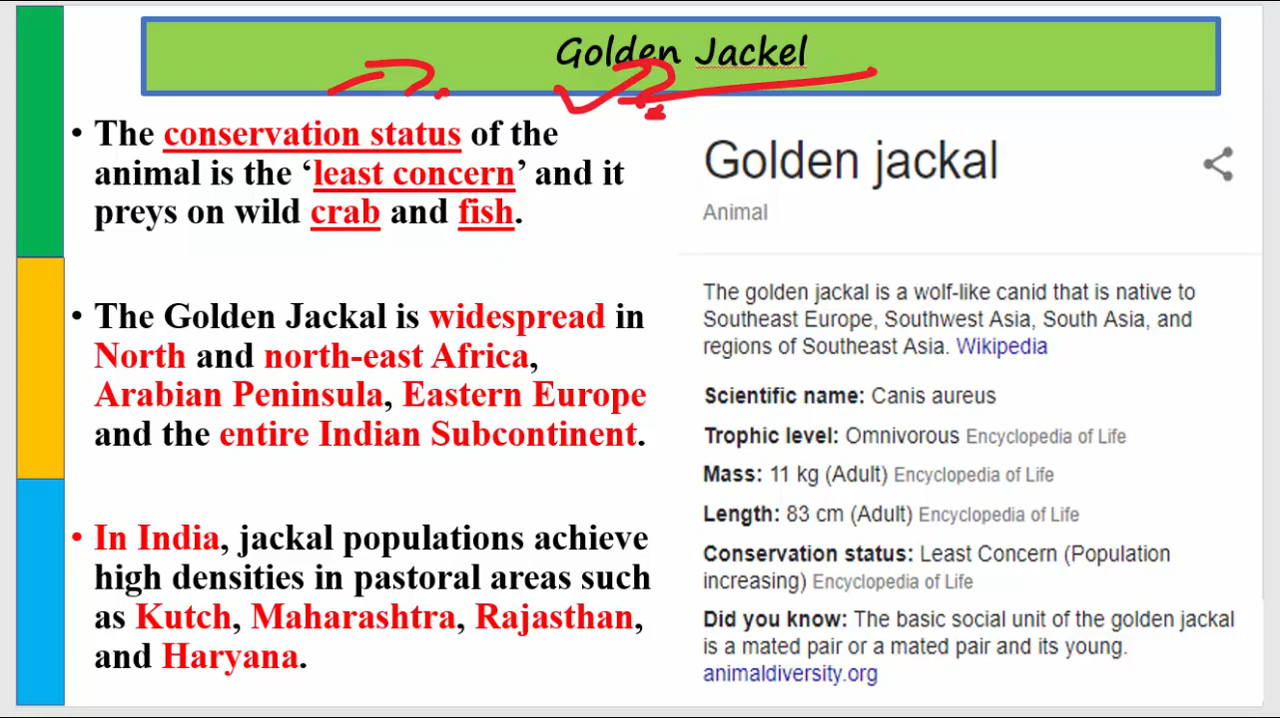 Golden Jackel
• The conservation status of the
animal is the ‘least concern’ and it
preys on wild crab and fish.
• The Golden Jackal is widespread in
North and north-east Africa,
Arabian Peninsula, Eastern Europe
and the entire Indian Subcontinent.
• In India, jackal populations achieve
high densities in pastoral areas such
as Kutch, Maharashtra, Rajasthan,
and Haryana.
Golden jackal
Animal
The golden jackal is a wolf-like canid that is native to
Southeast Europe, Southwest Asia, South Asia, and
regions of Southeast Asia. Wikipedia
Scientific name: Canis aureus
Trophic level: Omnivorous Encyclopedia of Life
Mass: 11 kg (Adult) Encyclopedia of Life
Length: 83 cm (Adult) Encyclopedia of Life
Conservation status: Least Concern (Population
increasing) Encyclopedia of Life
Did you know: The basic social unit of the golden jackal
is a mated pair or a mated pair and its young.
animaldiversity.org